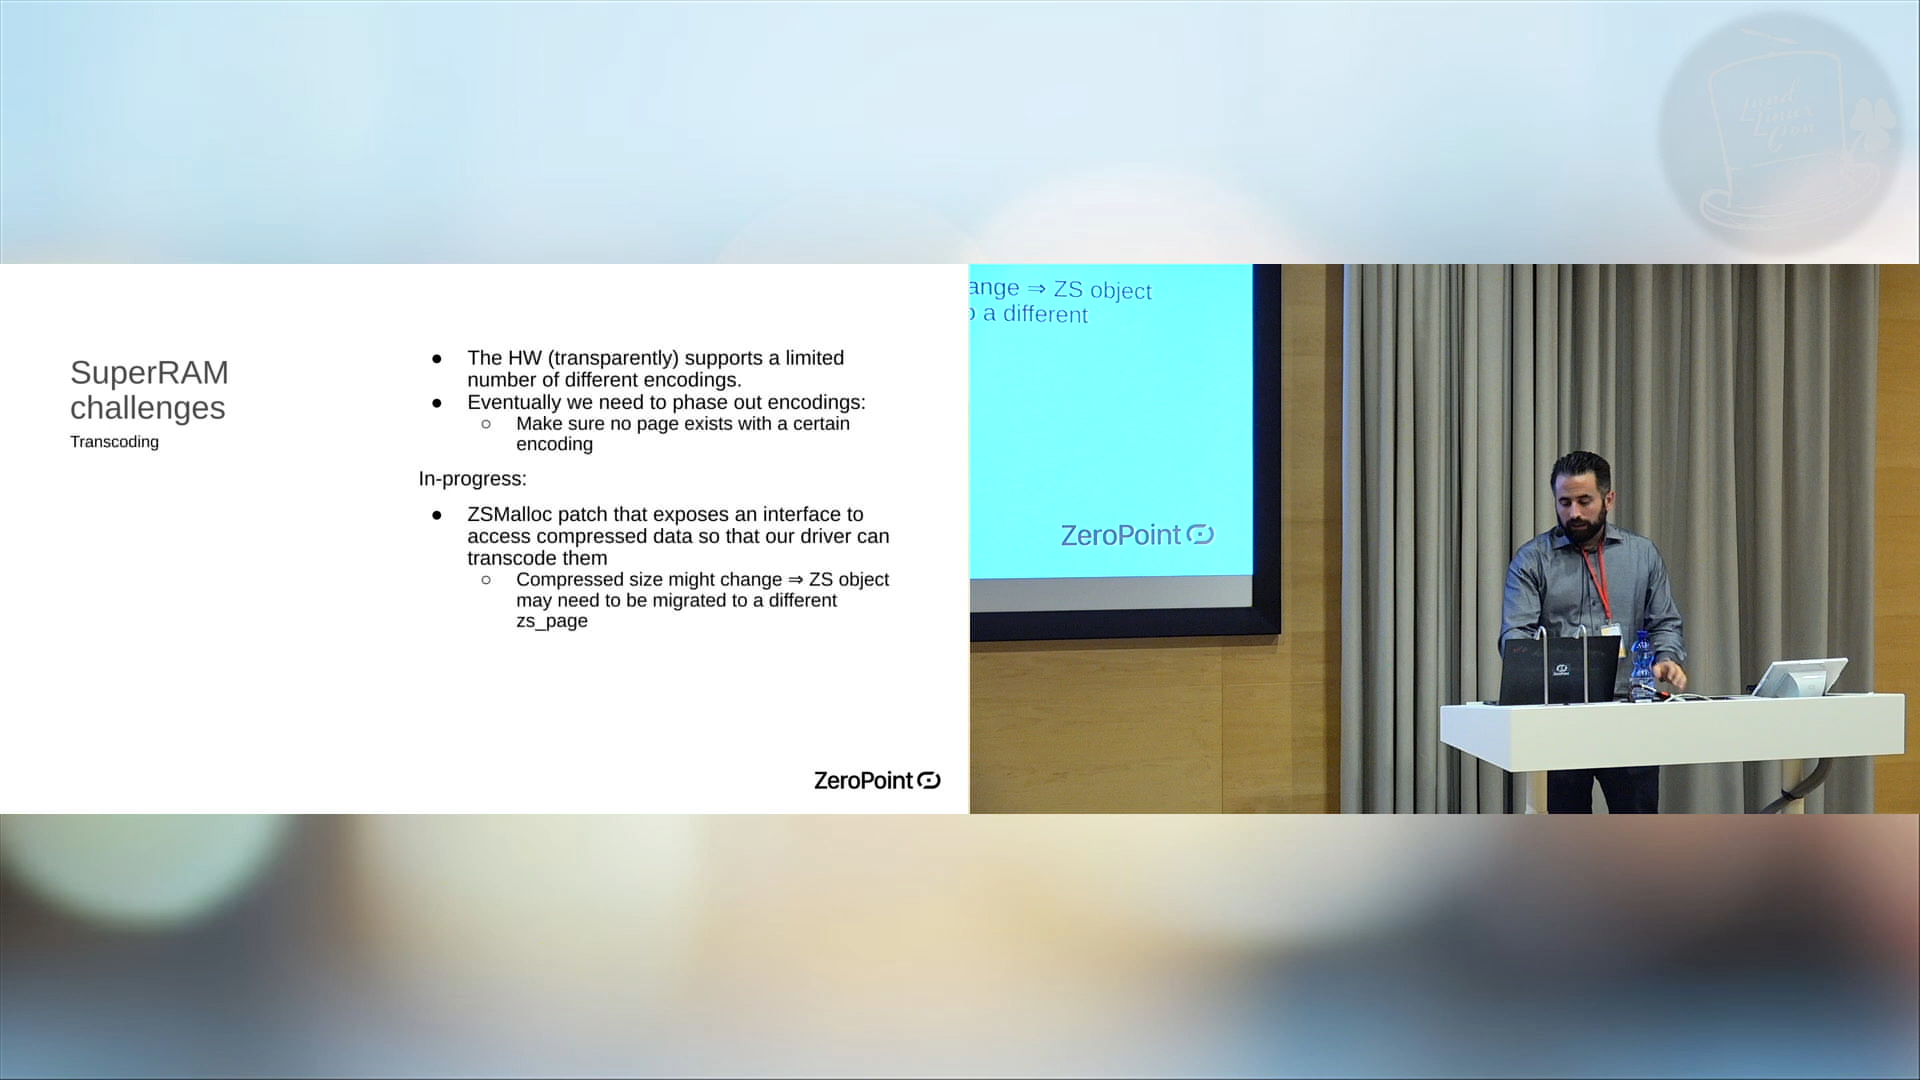 Lund
Linux
Con
SuperRAM
challenges
Transcoding
● The HW (transparently) supports a limited
number of different encodings.
● Eventually we need to phase out encodings:
○ Make sure no page exists with a certain
encoding
In-progress:
● ZSMalloc patch that exposes an interface to
access compressed data so that our driver can
transcode them
○ Compressed size might change ⇒ ZS object
may need to be migrated to a different
zs_page
ZeroPoint
ange ⇒ ZS object
o a different
ZeroPoint